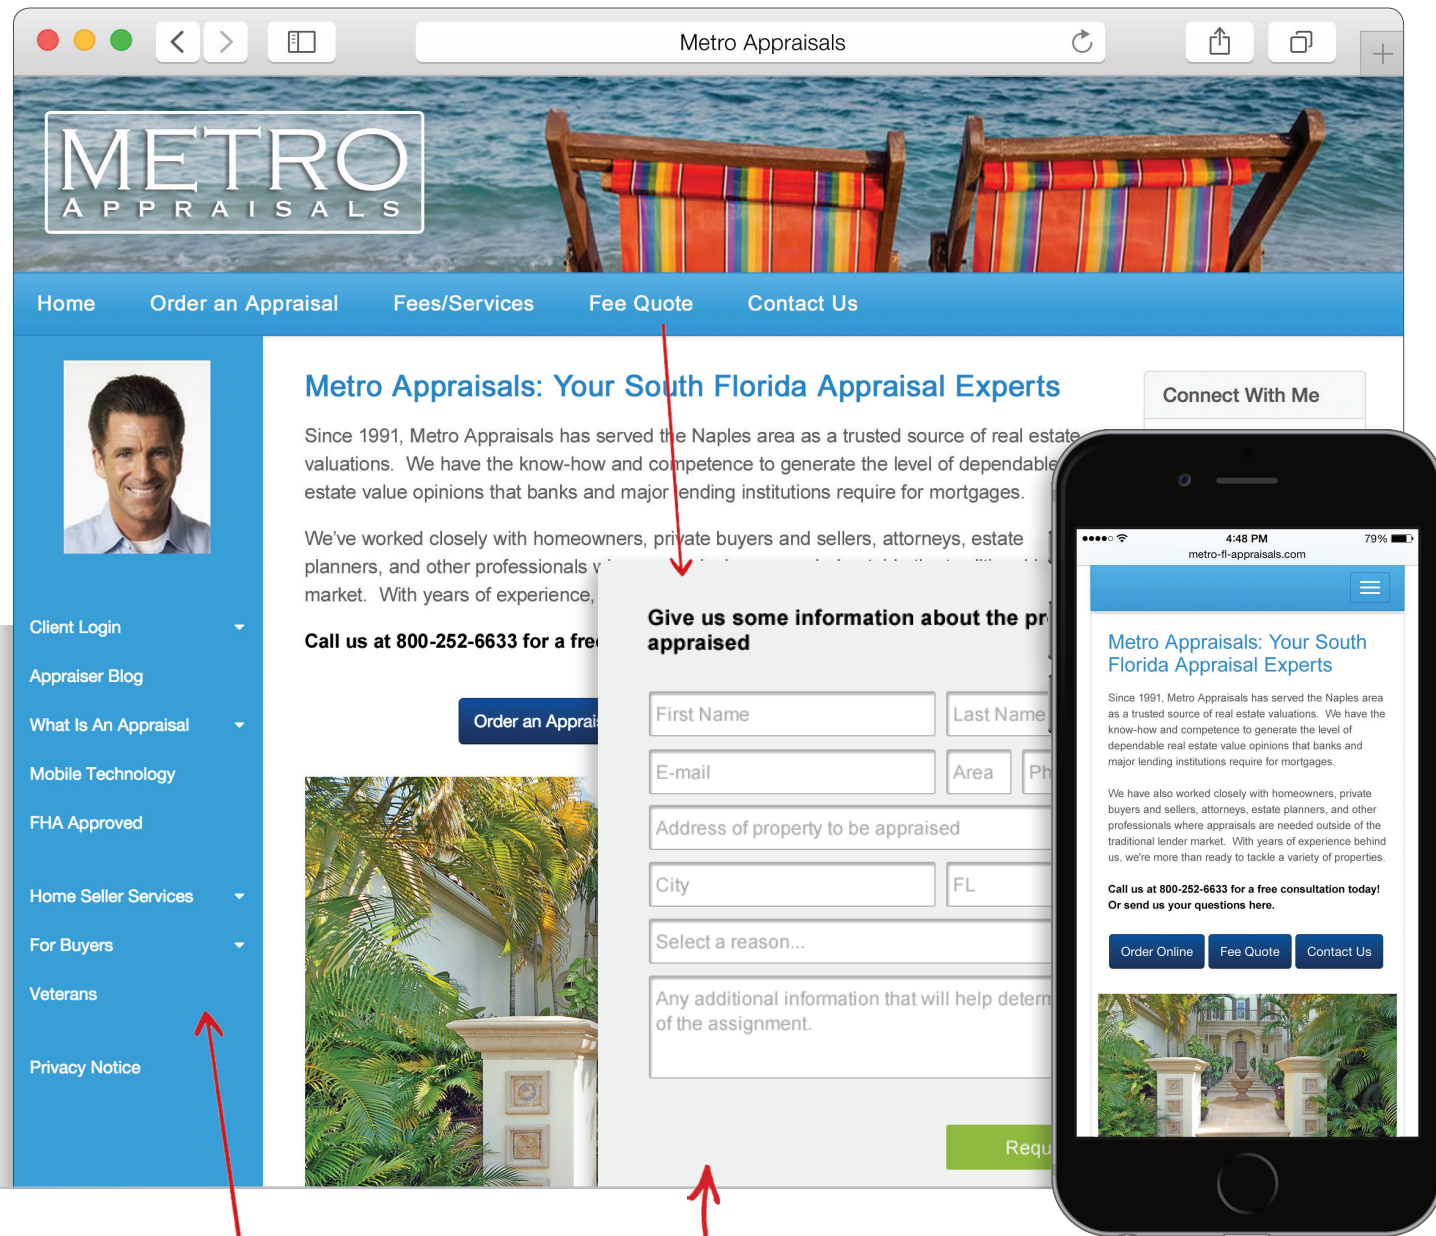 Metro Appraisals
METRO
APPRAISALS
Home Order an Appraisal Fees/Services Fee Quote Contact Us
Client Login
Appraiser Blog
What Is An Appraisal
Mobile Technology
FHA Approved
Home Seller Services
For Buyers
Veterans
Privacy Notice
Metro Appraisals: Your South Florida Appraisal Experts
Since 1991, Metro Appraisals has served the Naples area as a trusted source of real estate
valuations. We have the know-how and competence to generate the level of dependable
estate value opinions that banks and major lending institutions require for mortgages.
We've worked closely with homeowners, private buyers and sellers, attorneys, estate
planners, and other professionals
market. With years of experience,
Call us at 800-252-6633 for a free
Order an Apprais
Connect With Me
Give us some information about the pr
appraised
First Name Last Name
E-mail Area Ph
Address of property to be appraised
City FL
Select a reason...
Any additional information that will help determ
of the assignment.
Requ
4:48 PM 79%
metro-fl-appraisals.com
Metro Appraisals: Your South
Florida Appraisal Experts
Since 1991, Metro Appraisals has served the Naples area
as a trusted source of real estate valuations. We have the
know-how and competence to generate the level of
dependable real estate value opinions that banks and
major lending institutions require for mortgages.
We have also worked closely with homeowners, private
buyers and sellers, attorneys, estate planners, and other
professionals where appraisals are needed outside of the
traditional lender market. With years of experience behind
us, we're more than ready to tackle a variety of properties.
Call us at 800-252-6633 for a free consultation today!
Or send us your questions here.
Order Online Fee Quote Contact Us